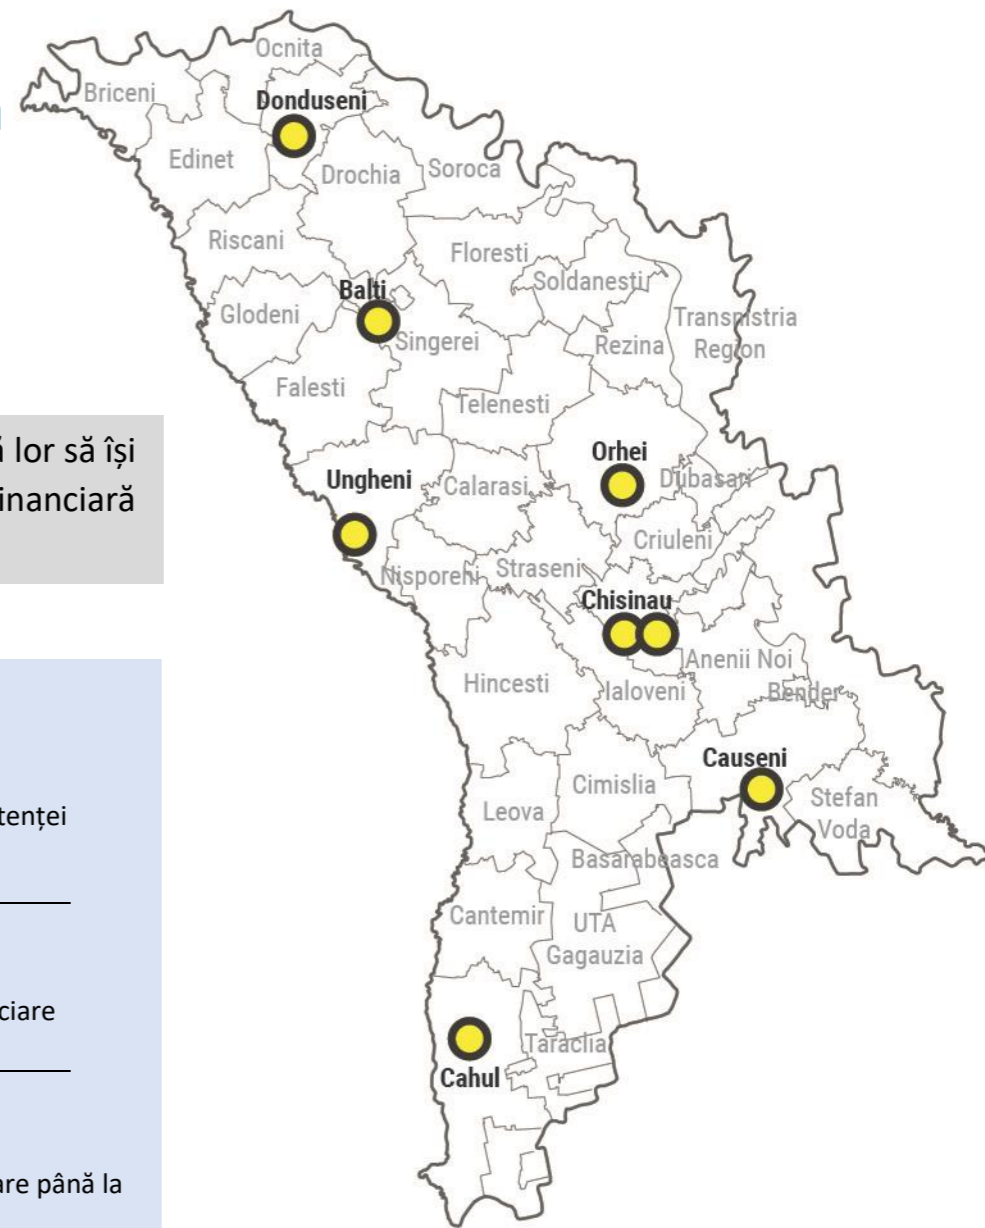 Ocnita
Briceni
Donduseni
Edinet
Drochia
Soroca
Riscani
Floresti
Soldanesti
Balti
Glodeni
Singerei
Rezina
Transnistria
Region
Falesti
Telenesti
ă lor să își
inanciară
Orhei
Ungheni
Calarasi
Dubasari
Criuleni
Nisporeni
Straseni
Chisinau
Anenii Noi
Hincesti
Ialoveni
Bender
Causeni
Cimislia
Leova
Stefan
Voda
tenței
Basarabeasca
Cantemir
UTA
Gagauzia
ciare
Taraclia
Cahul
are până la